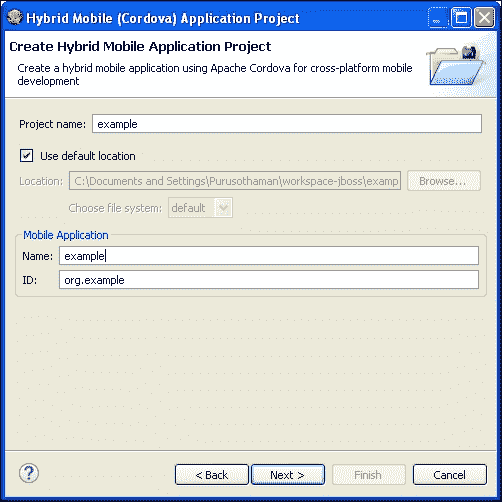 Hybrid Mobile (Cordova) Application Project
Create Hybrid Mobile Application Project
Create a hybrid mobile application using Apache Cordova for cross-platform mobile
development
Project name: example
Use default location
Location: C:\Documents and Settings\Purusothaman\workspace-jboss\examp Browse...
Choose file system: default
Mobile Application
Name: example
ID: org.example
? < Back Next > Finish Cancel